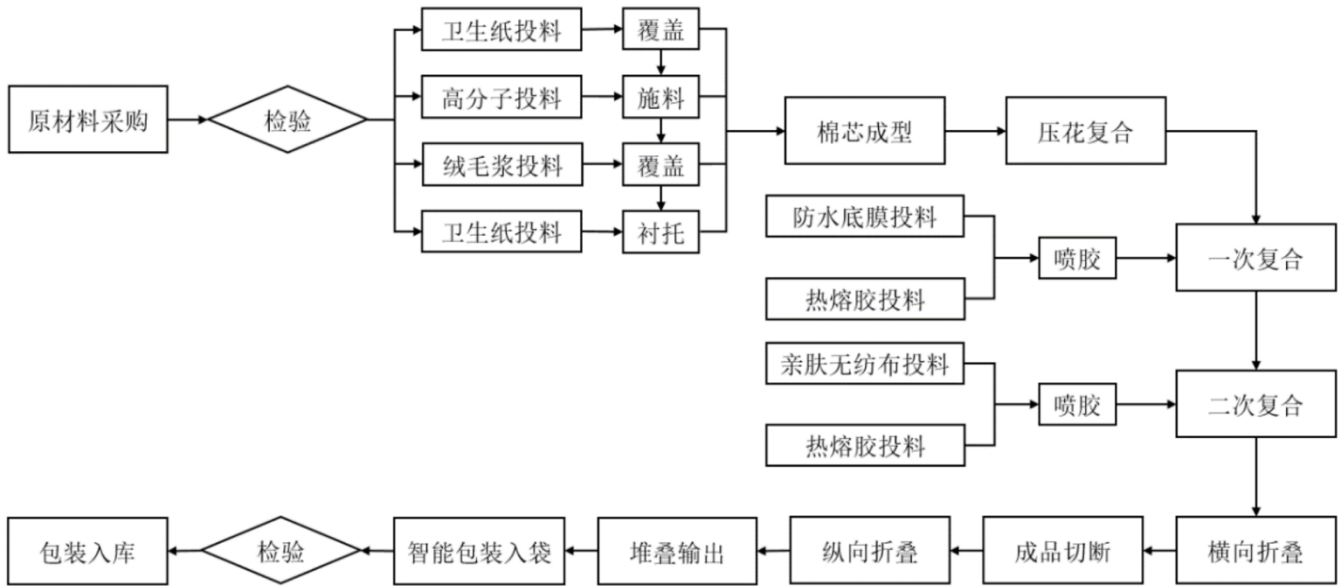 卫生纸投料
覆盖
原材料采购
检验
高分子投料
施料
棉芯成型
压花复合
绒毛浆投料
覆盖
卫生纸投料
衬托
防水底膜投料
喷胶
一次复合
热熔胶投料
亲肤无纺布投料
喷胶
二次复合
热熔胶投料
包装入库
检验
智能包装入袋
堆叠输出
纵向折叠
成品切断
横向折叠